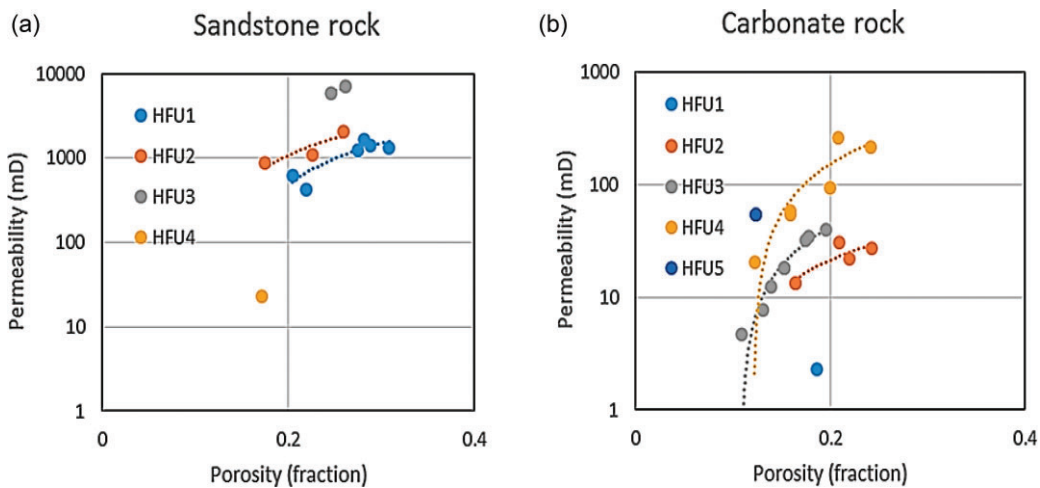 (a)
Sandstone rock
10000
1000
100
10
1
Permeability (mD)
HFU1
HFU2
HFU3
HFU4
0
0.2
0.4
Porosity (fraction)
(b)
Carbonate rock
1000
100
10
1
Permeability (mD)
HFU1
HFU2
HFU3
HFU4
HFU5
0
0.2
0.4
Porosity (fraction)